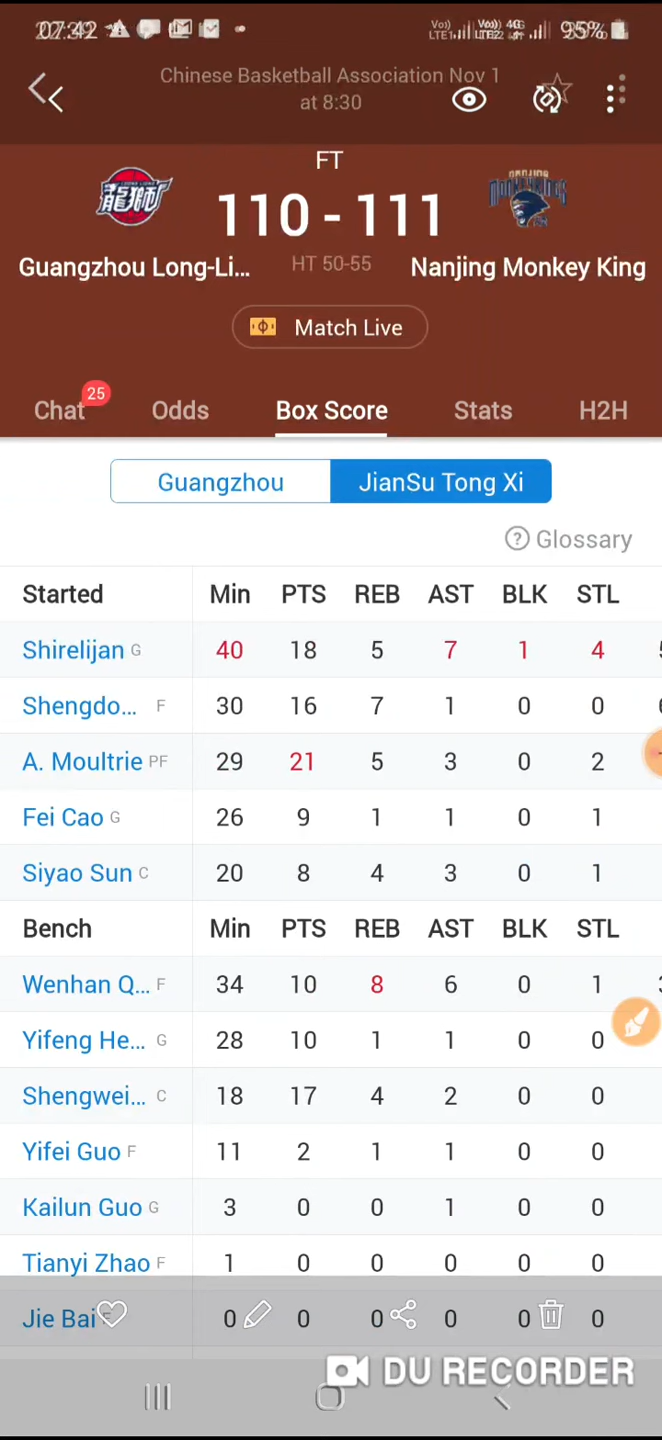 Chinese Basketball Association Nov 1
at 8:30
FT
110 - 111
Guangzhou Long-Li... HT 50-55 Nanjing Monkey King
Match Live
Chat 25 Odds Box Score Stats H2H
Guangzhou JianSu Tong Xi
? Glossary
Started Min PTS REB AST BLK STL
Shirelijan G 40 18 5 7 1 4
Shengdo... F 30 16 7 1 0 0
A. Moultrie PF 29 21 5 3 0 2
Fei Cao G 26 9 1 1 0 1
Siyao Sun C 20 8 4 3 0 1
Bench Min PTS REB AST BLK STL
Wenhan Q... F 34 10 8 6 0 1
Yifeng He... G 28 10 1 1 0 0
Shengwei... C 18 17 4 2 0 0
Yifei Guo F 11 2 1 1 0 0
Kailun Guo G 3 0 0 1 0 0
Tianyi Zhao F 1 0 0 0 0 0
Jie Bai F 0 0 0 0 0 0
DU RECORDER